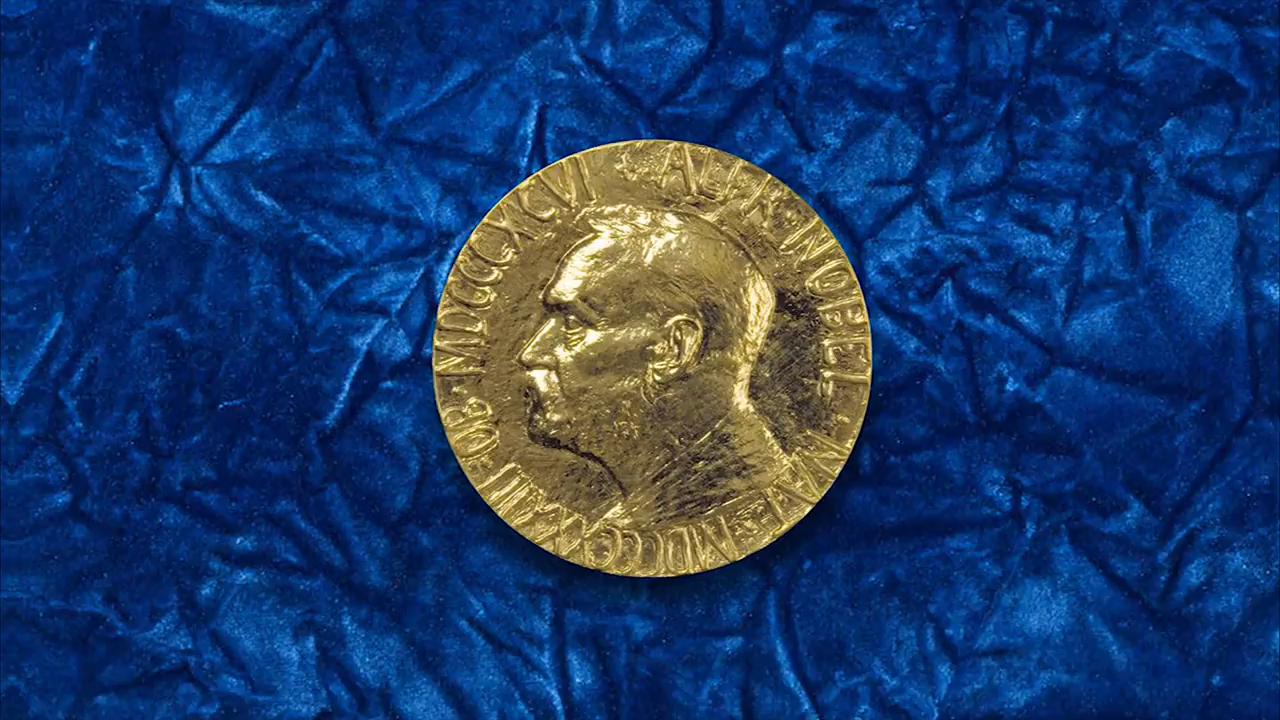 ALFR · NOBEL + NAT · MDCCCXXXIII · OB · MDCCCXCVI +